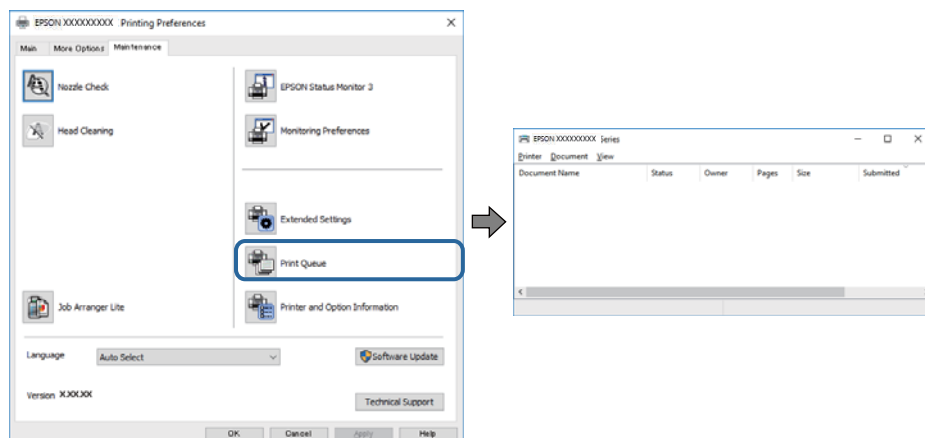 EPSON XXXXXXXXX Printing Preferences
Main More Options Maintenance
Nozzle Check
EPSON Status Monitor 3
Head Cleaning
Monitoring Preferences
Extended Settings
Print Queue
Job Arranger Lite
Printer and Option Information
Language Auto Select Software Update
Version X.XX.XX
Technical Support
OK Cancel Apply Help
EPSON XXXXXXXXX Series
Printer Document View
Document Name Status Owner Pages Size Submitted